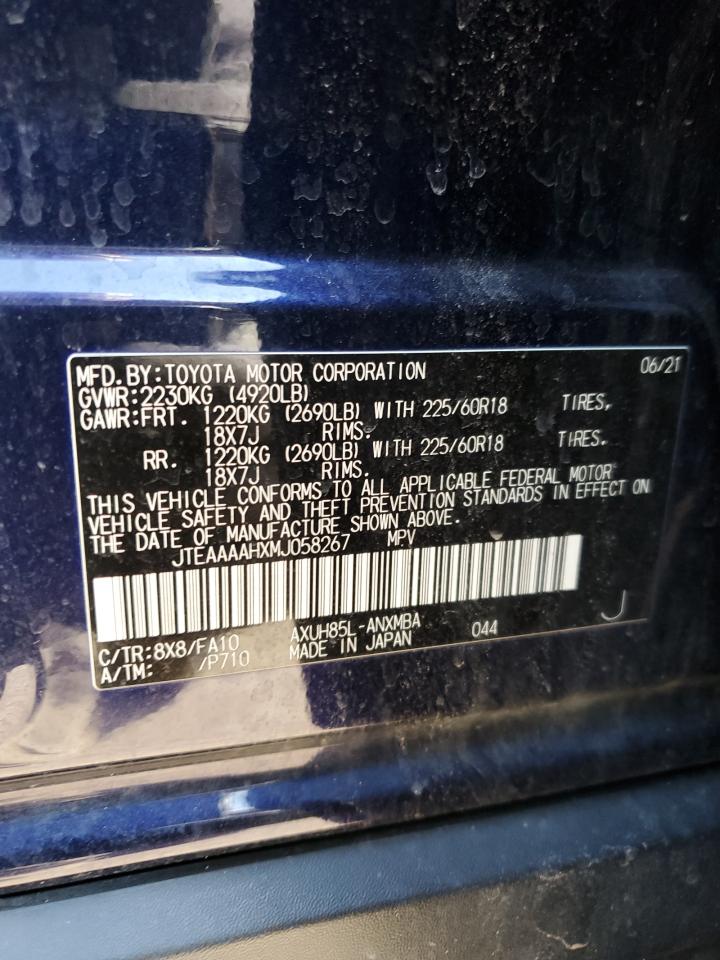 MFD.BY:TOYOTA MOTOR CORPORATION 06/21
GVWR:2230KG (4920LB)
GAWR:FRT. 1220KG (2690LB) WITH 225/60R18 TIRES,
18X7J RIMS.
RR. 1220KG (2690LB) WITH 225/60R18 TIRES.
18X7J RIMS.
THIS VEHICLE CONFORMS TO ALL APPLICABLE FEDERAL MOTOR
VEHICLE SAFETY AND THEFT PREVENTION STANDARDS IN EFFECT ON
THE DATE OF MANUFACTURE SHOWN ABOVE.
JTEAAAAHXMJ058267 MPV
C/TR:8X8/FA10 AXUH85L-ANXMBA 044 J
A/TM: /P710 MADE IN JAPAN